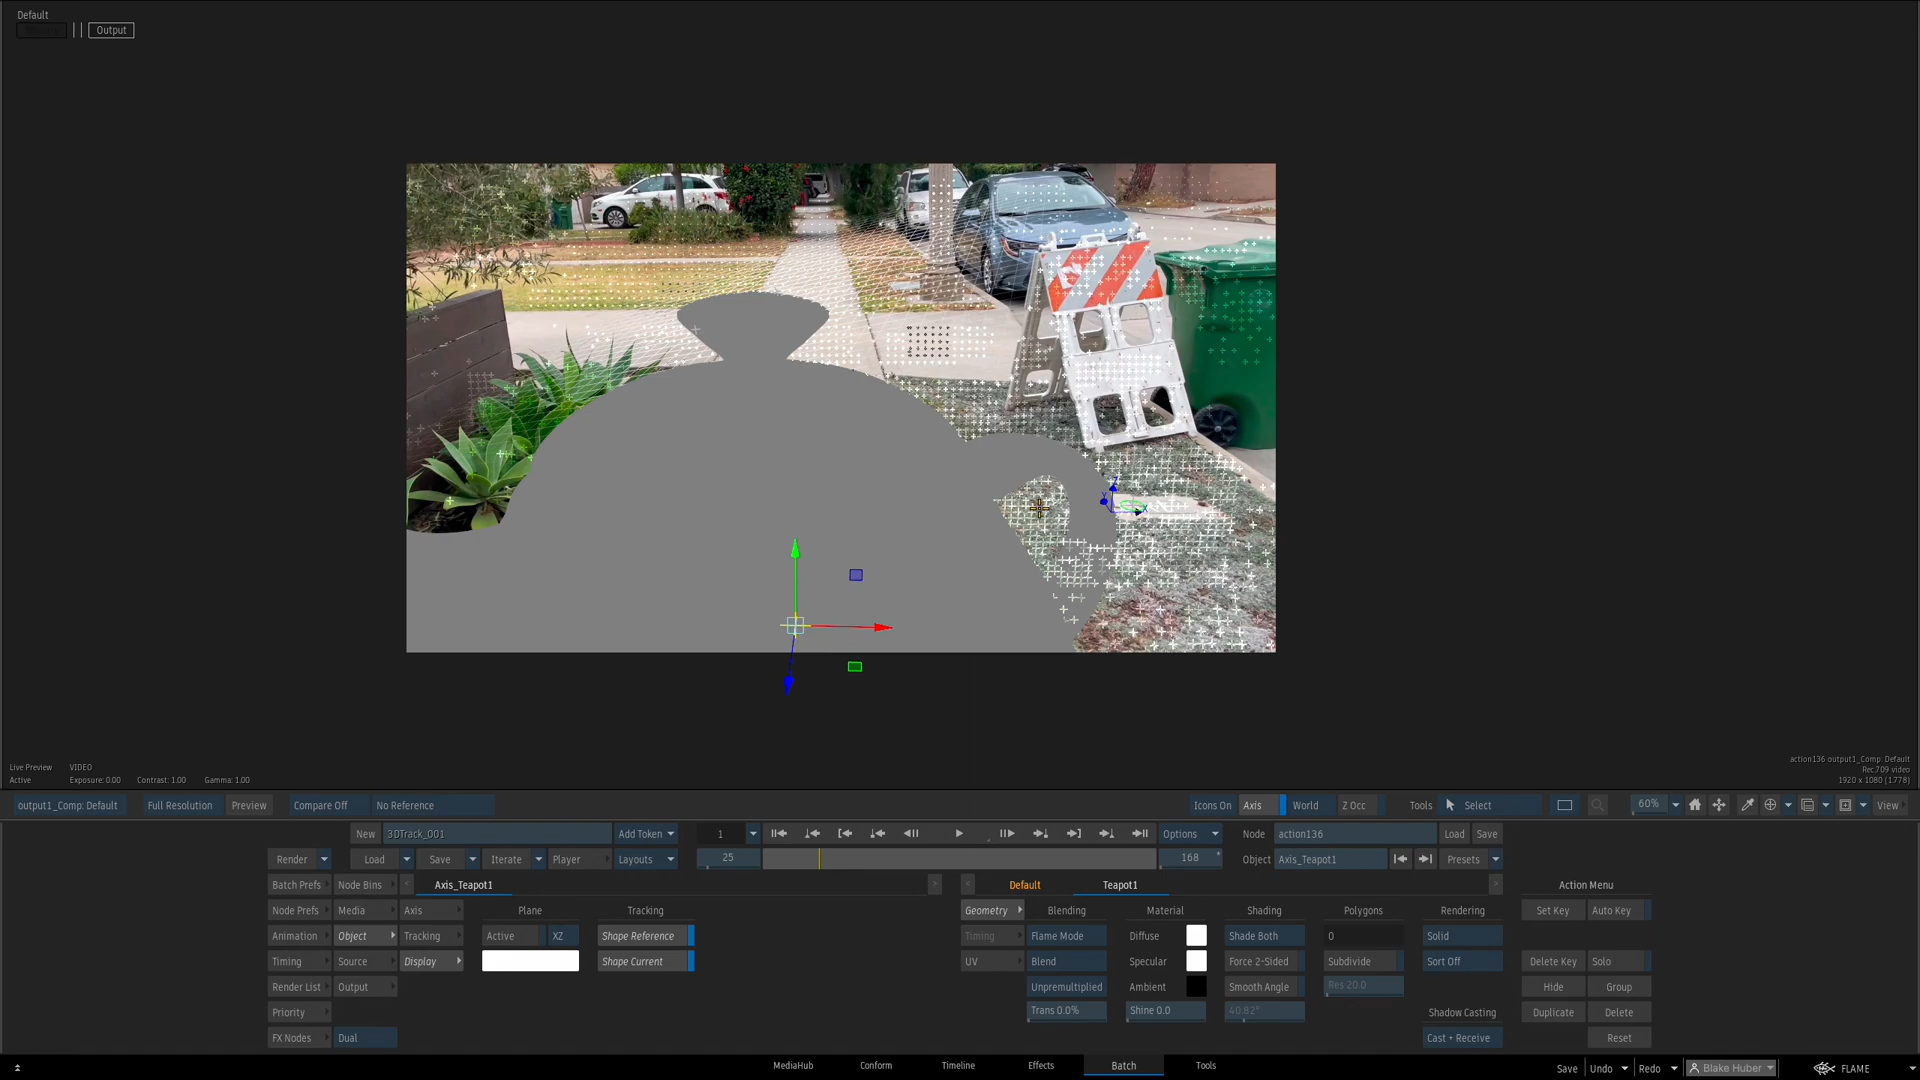 Default
Output
Live Preview VIDEO
Active Exposure: 0.00 Contrast: 1.00 Gamma: 1.00
action136 output1_Comp: Default
Rec.709 video
1920 x 1080 (1.778)
output1_Comp: Default Full Resolution Preview Compare Off No Reference Icons On Axis World Z Occ Tools Select 60% View
New 3DTrack_001 Add Token 1 Options Node action136 Load Save
Render Load Save Iterate Player Layouts 25 168 Object Axis_Teapot1 Presets
Batch Prefs Node Bins < Axis_Teapot1 > < Default Teapot1 > Action Menu
Node Prefs Media Axis Plane Tracking Geometry Blending Material Shading Polygons Rendering Set Key Auto Key
Animation Object Tracking Active XZ Shape Reference Timing Flame Mode Diffuse Shade Both 0 Solid
Timing Source Display Shape Current UV Blend Specular Force 2-Sided Subdivide Sort Off Delete Key Solo
Render List Output Unpremultiplied Ambient Smooth Angle Res 20.0 Hide Group
Priority Trans 0.0% Shine 0.0 40.82° Shadow Casting Duplicate Delete
FX Nodes Dual Cast + Receive Reset
MediaHub Conform Timeline Effects Batch Tools Save Undo Redo Blake Huber FLAME